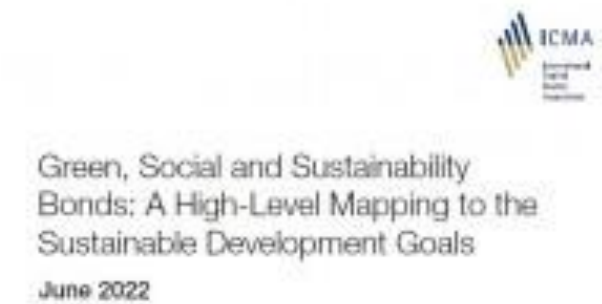 ICMA
Green, Social and Sustainability
Bonds: A High-Level Mapping to the
Sustainable Development Goals
June 2022